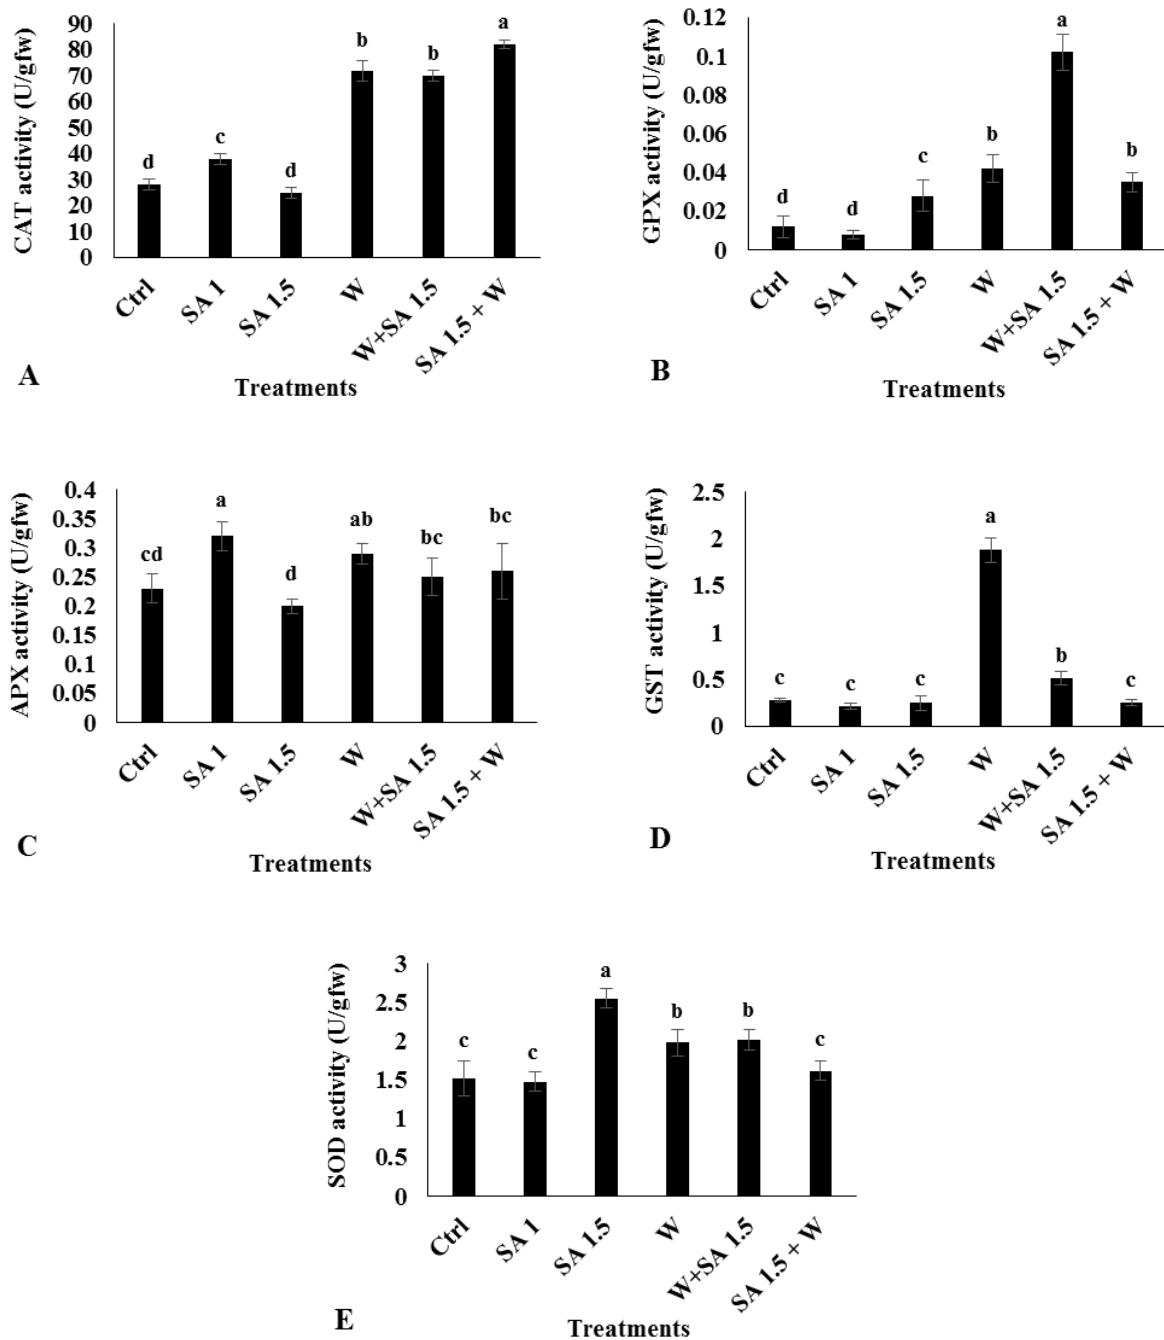 CAT activity (U/gfw)
90
80
70
60
50
40
30
20
10
0
d
c
d
b
b
a
Ctrl
SA 1
SA 1.5
W
W+SA 1.5
SA 1.5 + W
A
Treatments
GPX activity (U/gfw)
0.12
0.1
0.08
0.06
0.04
0.02
0
d
d
c
b
a
b
Ctrl
SA 1
SA 1.5
W
W+SA 1.5
SA 1.5 + W
B
Treatments
APX activity (U/gfw)
0.4
0.35
0.3
0.25
0.2
0.15
0.1
0.05
0
cd
a
d
ab
bc
bc
Ctrl
SA 1
SA 1.5
W
W+SA 1.5
SA 1.5 + W
C
Treatments
GST activity (U/gfw)
2.5
2
1.5
1
0.5
0
c
c
c
a
b
c
Ctrl
SA 1
SA 1.5
W
W+SA 1.5
SA 1.5 + W
D
Treatments
SOD activity (U/gfw)
3
2.5
2
1.5
1
0.5
0
c
c
a
b
b
c
Ctrl
SA 1
SA 1.5
W
W+SA 1.5
SA 1.5 + W
E
Treatments